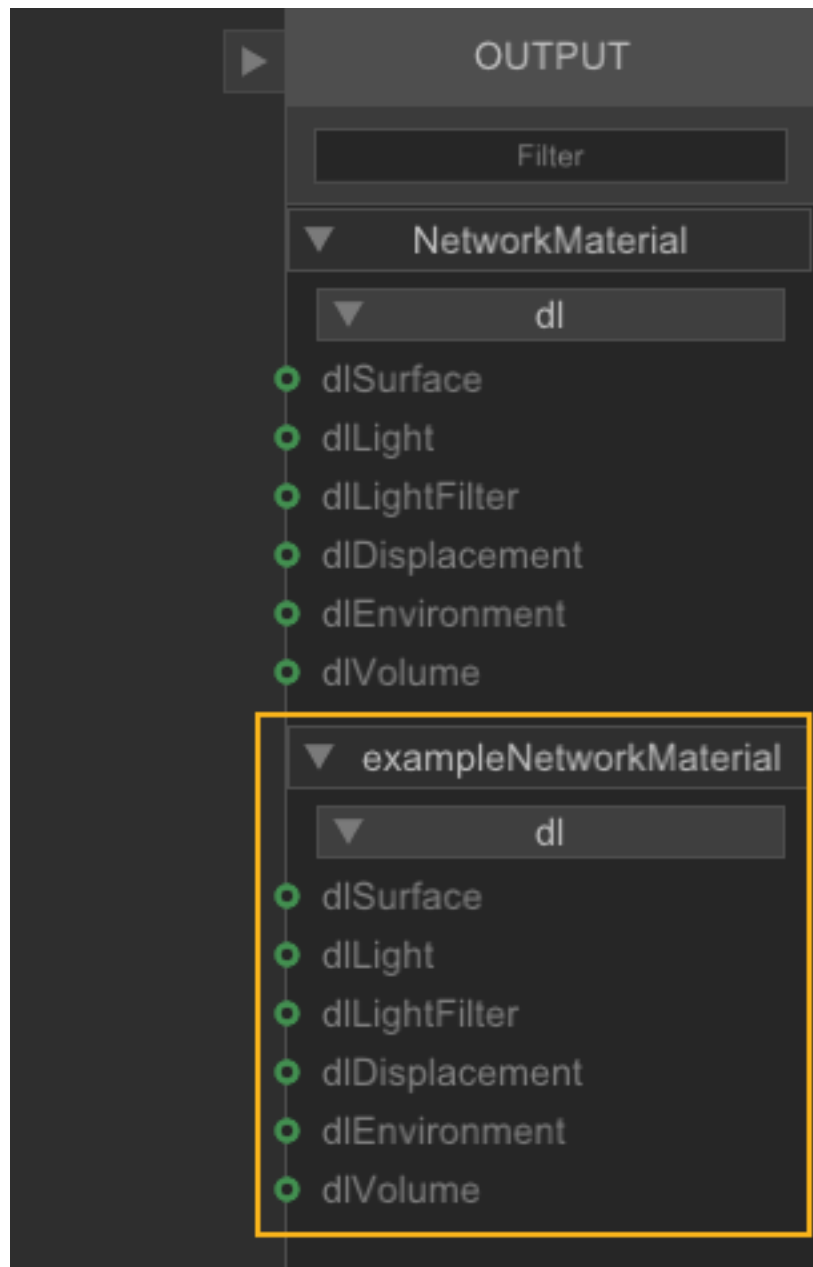 OUTPUT
Filter
NetworkMaterial
dl
dlSurface
dlLight
dlLightFilter
dlDisplacement
dlEnvironment
dlVolume
exampleNetworkMaterial
dl
dlSurface
dlLight
dlLightFilter
dlDisplacement
dlEnvironment
dlVolume